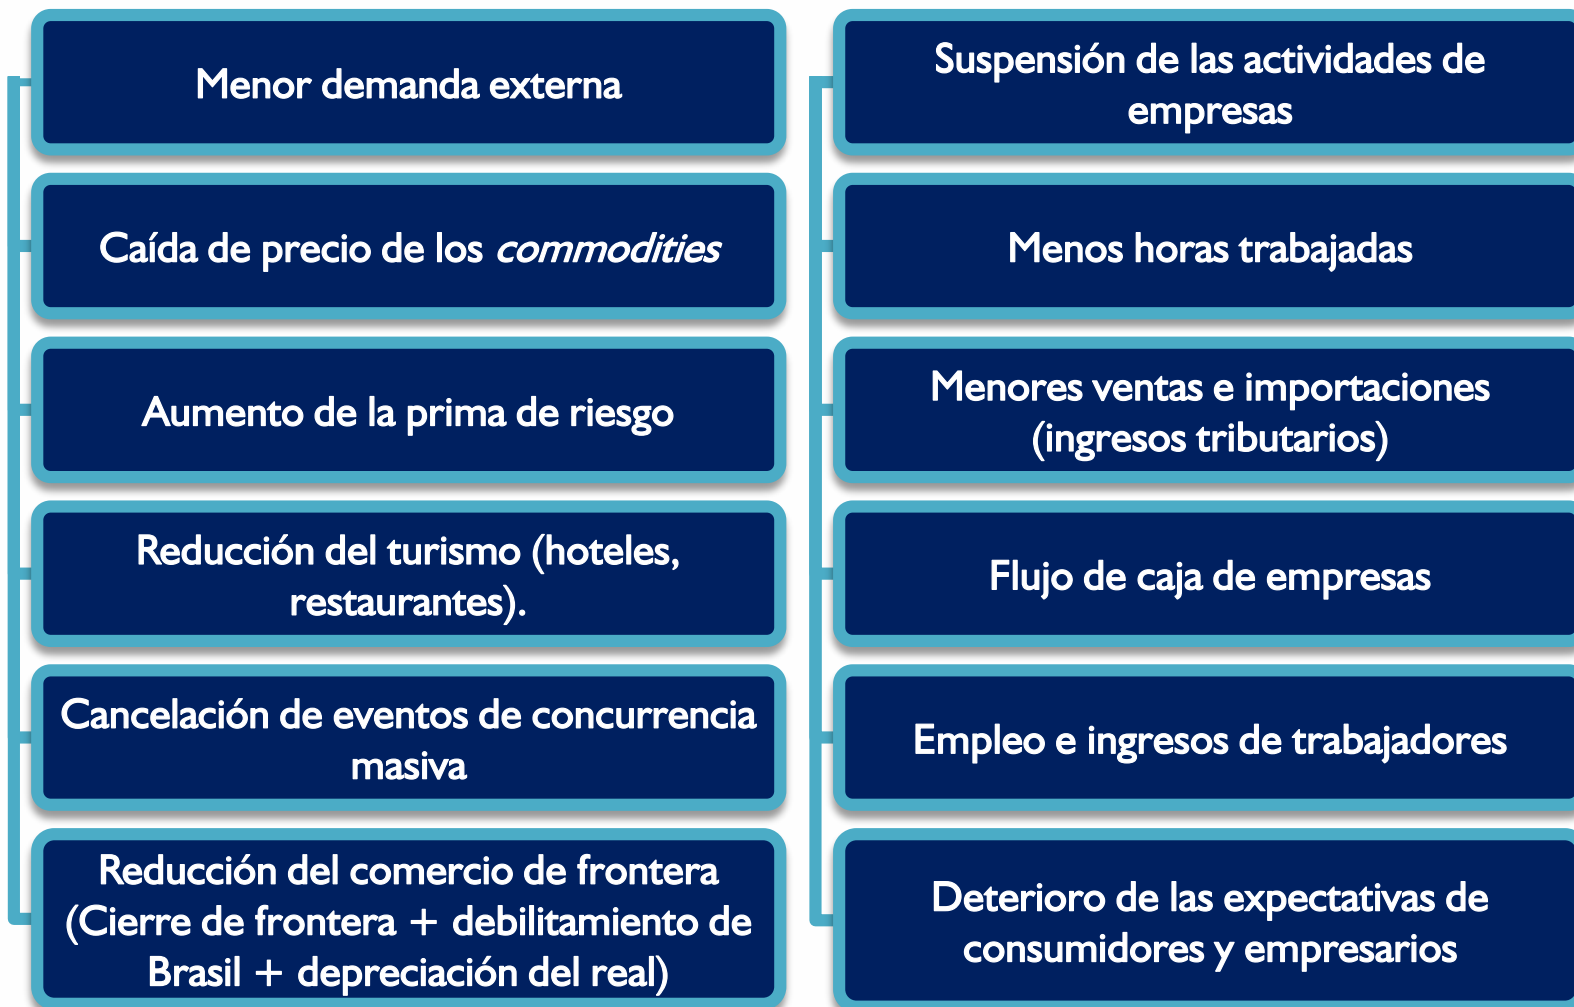 Menor demanda externa
Caída de precio de los commodities
Aumento de la prima de riesgo
Reducción del turismo (hoteles,
restaurantes).
Cancelación de eventos de concurrencia
masiva
Reducción del comercio de frontera
(Cierre de frontera + debilitamiento de
Brasil + depreciación del real)
Suspensión de las actividades de
empresas
Menos horas trabajadas
Menores ventas e importaciones
(ingresos tributarios)
Flujo de caja de empresas
Empleo e ingresos de trabajadores
Deterioro de las expectativas de
consumidores y empresarios